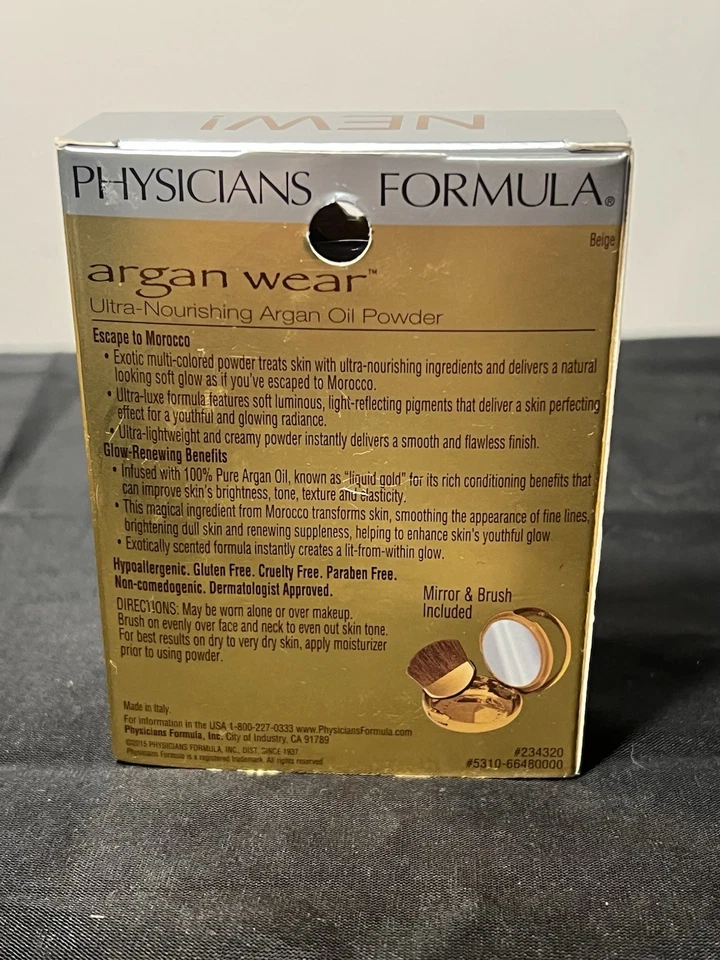 NEW!
PHYSICIANS FORMULA®
Beige
argan wear™
Ultra-Nourishing Argan Oil Powder
Escape to Morocco
• Exotic multi-colored powder treats skin with ultra-nourishing ingredients and delivers a natural
looking soft glow as if you've escaped to Morocco.
• Ultra-luxe formula features soft luminous, light-reflecting pigments that deliver a skin perfecting
effect for a youthful and glowing radiance.
• Ultra-lightweight and creamy powder instantly delivers a smooth and flawless finish.
Glow-Renewing Benefits
• Infused with 100% Pure Argan Oil, known as "liquid gold" for its rich conditioning benefits that
can improve skin's brightness, tone, texture and elasticity.
• This magical ingredient from Morocco transforms skin, smoothing the appearance of fine lines,
brightening dull skin and renewing suppleness, helping to enhance skin's youthful glow
• Exotically scented formula instantly creates a lit-from-within glow.
Hypoallergenic. Gluten Free. Cruelty Free. Paraben Free.
Non-comedogenic. Dermatologist Approved.
DIRECTIONS: May be worn alone or over makeup.
Brush on evenly over face and neck to even out skin tone.
For best results on dry to very dry skin, apply moisturizer
prior to using powder.
Mirror & Brush
Included
Made in Italy.
For information in the USA 1-800-227-0333 www.PhysiciansFormula.com
Physicians Formula, Inc. City of Industry, CA 91789
©2015 PHYSICIANS FORMULA, INC., DIST. SINCE 1937
Physicians Formula is a registered trademark. All rights reserved
#234320
#5310-66480000